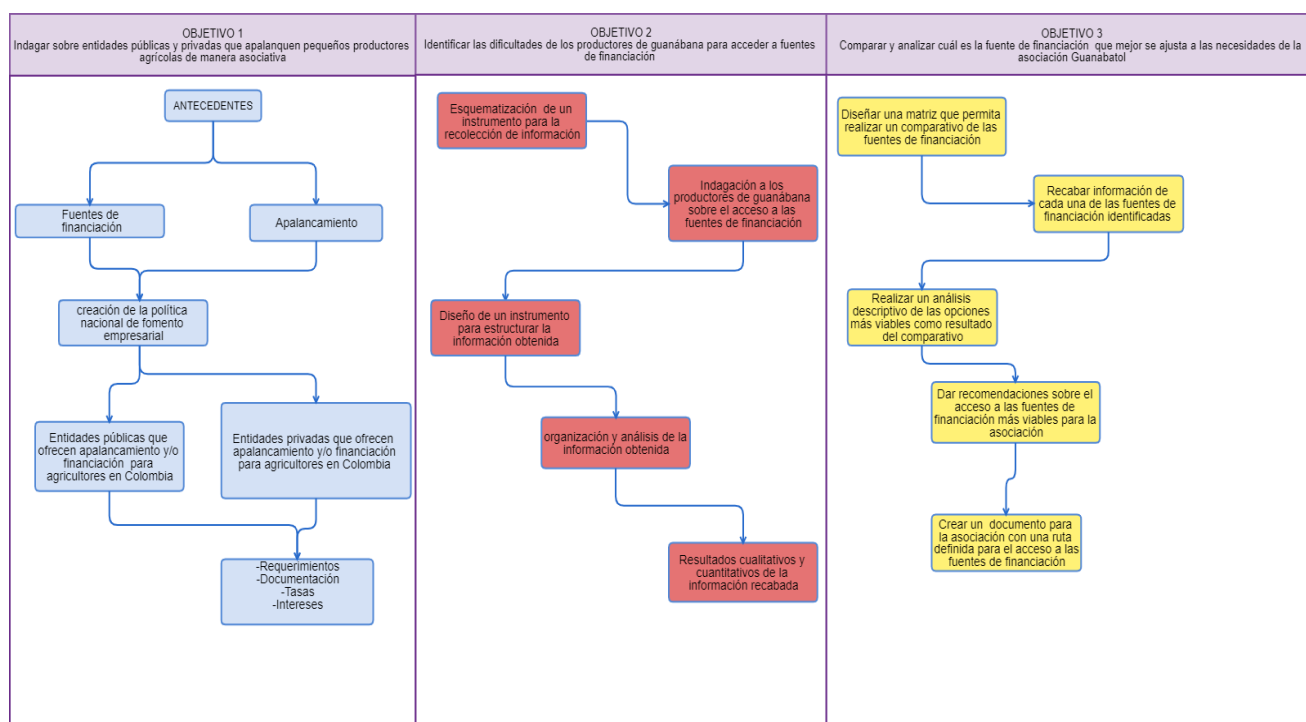 OBJETIVO 1
Indagar sobre entidades públicas y privadas que apalanquen pequeños productores
agrícolas de manera asociativa
ANTECEDENTES
Fuentes de
financiación
Apalancamiento
creación de la política
nacional de fomento
empresarial
Entidades públicas que
ofrecen apalancamiento y/o
financiación para
agricultores en Colombia
Entidades privadas que ofrecen
apalancamiento y/o financiación
para agricultores en Colombia
-Requerimientos
-Documentación
-Tasas
-Intereses
OBJETIVO 2
Identificar las dificultades de los productores de guanábana para acceder a fuentes
de financiación
Esquematización de un
instrumento para la
recolección de información
Indagación a los
productores de guanábana
sobre el acceso a las
fuentes de financiación
Diseño de un instrumento
para estructurar la
información obtenida
organización y análisis de la
información obtenida
Resultados cualitativos y
cuantitativos de la
información recabada
OBJETIVO 3
Comparar y analizar cuál es la fuente de financiación que mejor se ajusta a las necesidades de la
asociación Guanabatol
Diseñar una matriz que permita
realizar un comparativo de las
fuentes de financiación
Recabar información de
cada una de las fuentes de
financiación identificadas
Realizar un análisis
descriptivo de las opciones
más viables como resultado
del comparativo
Dar recomendaciones sobre el
acceso a las fuentes de
financiación más viables para la
asociación
Crear un documento para
la asociación con una ruta
definida para el acceso a las
fuentes de financiación